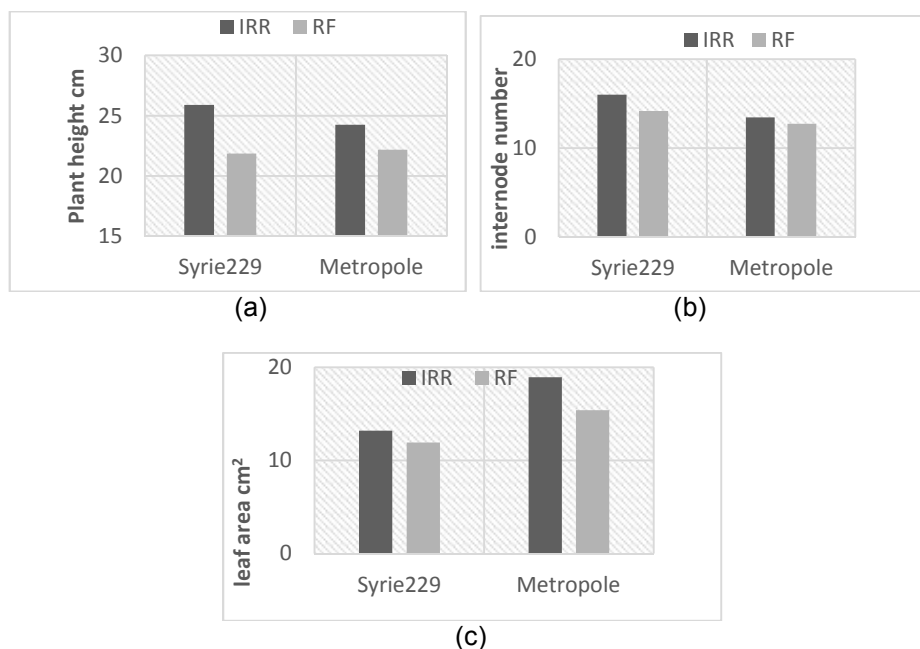 IRR RF
Plant height cm
30
25
20
15
Syrie229 Metropole
(a)
IRR RF
internode number
20
10
0
Syrie229 Metropole
(b)
IRR RF
leaf area cm²
20
10
0
Syrie229 Metropole
(c)